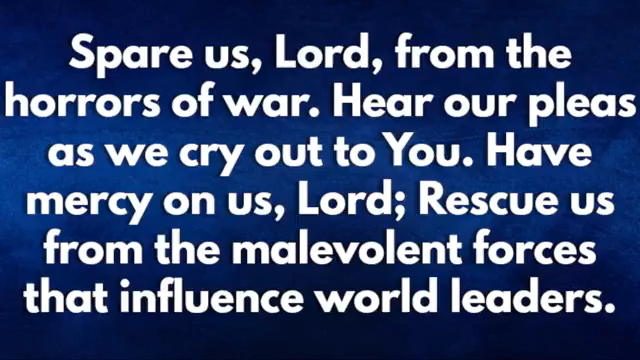 Spare us, Lord, from the
horrors of war. Hear our pleas
as we cry out to You. Have
mercy on us, Lord; Rescue us
from the malevolent forces
that influence world leaders.